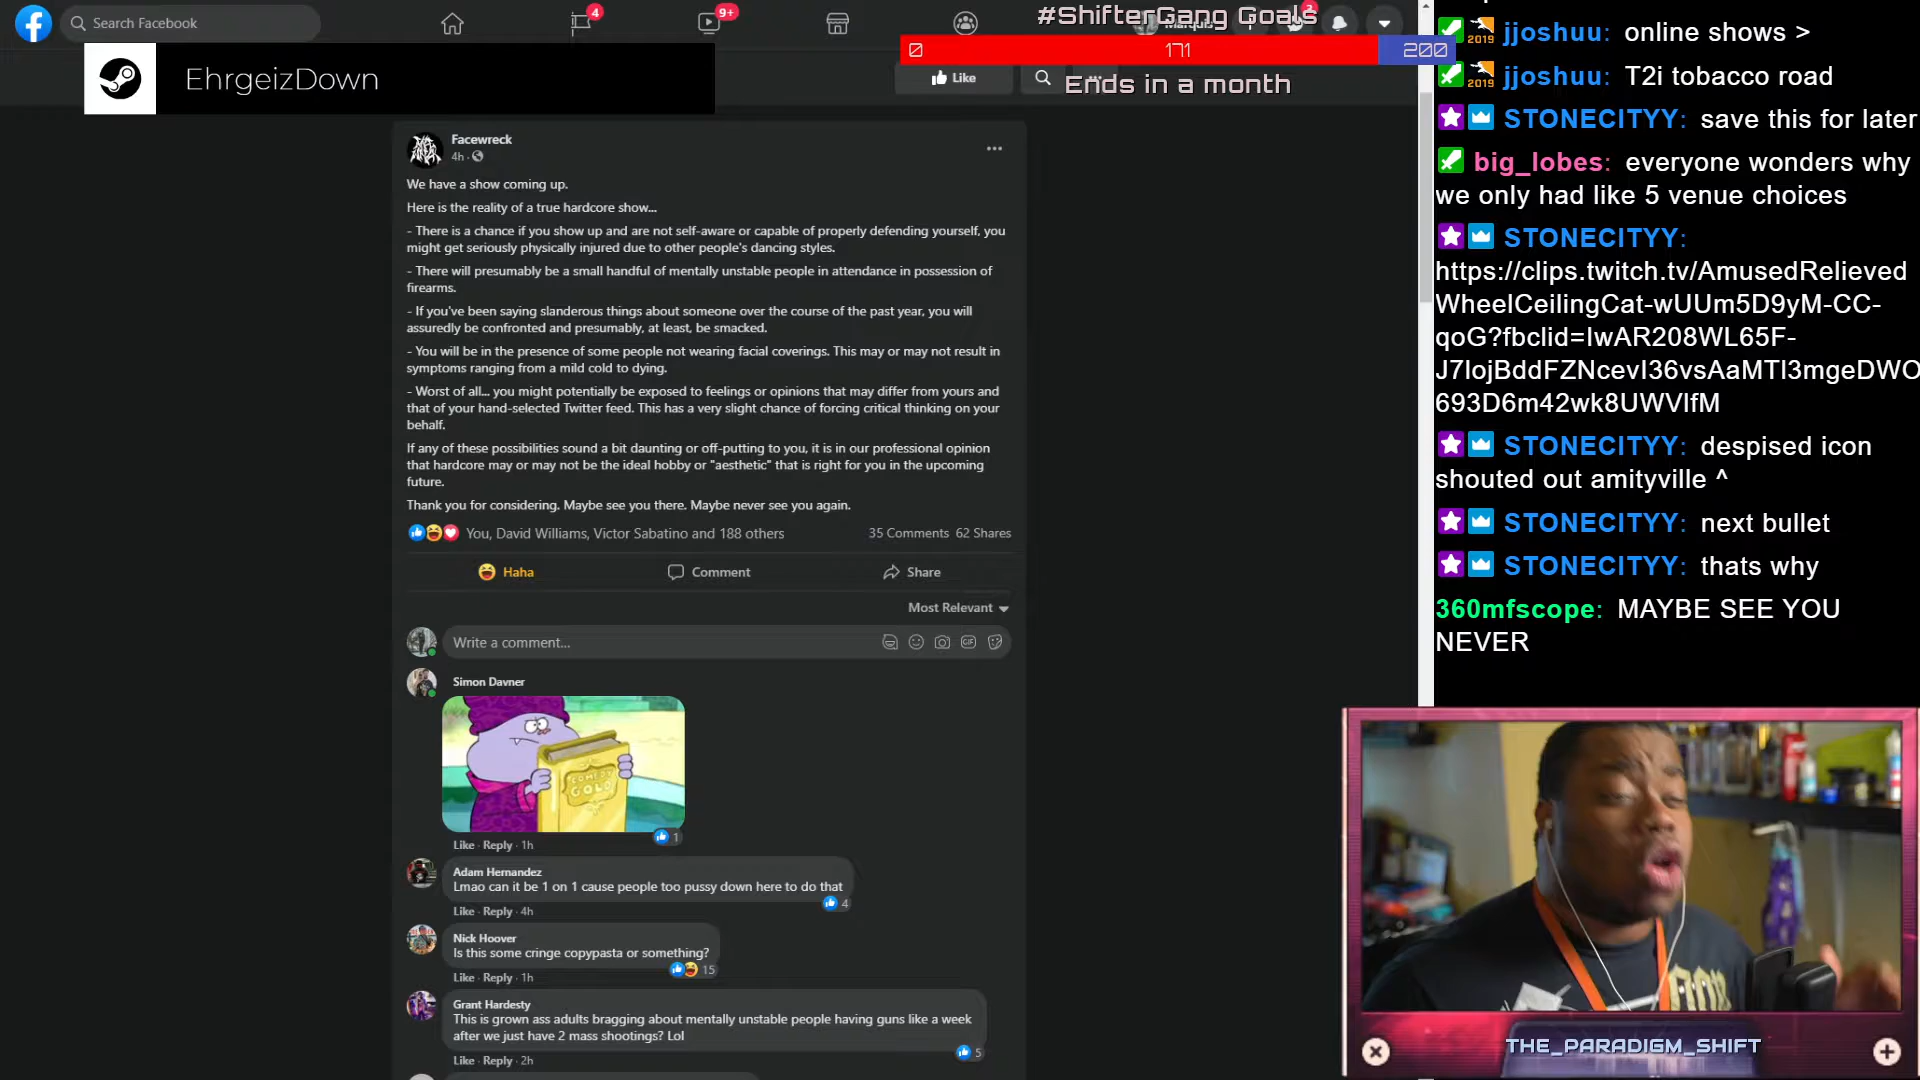 Search Facebook
4
9+
3
#ShifterGang Goals
0
171
200
Ends in a month
EhrgeizDown
Like
Facewreck
4h
We have a show coming up.
Here is the reality of a true hardcore show...
- There is a chance if you show up and are not self-aware or capable of properly defending yourself, you
might get seriously physically injured due to other people's dancing styles.
- There will presumably be a small handful of mentally unstable people in attendance in possession of
firearms.
- If you've been saying slanderous things about someone over the course of the past year, you will
assuredly be confronted and presumably, at least, be smacked.
- You will be in the presence of some people not wearing facial coverings. This may or may not result in
symptoms ranging from a mild cold to dying.
- Worst of all... you might potentially be exposed to feelings or opinions that may differ from yours and
that of your hand-selected Twitter feed. This has a very slight chance of forcing critical thinking on your
behalf.
If any of these possibilities sound a bit daunting or off-putting to you, it is in our professional opinion
that hardcore may or may not be the ideal hobby or "aesthetic" that is right for you in the upcoming
future.
Thank you for considering. Maybe see you there. Maybe never see you again.
You, David Williams, Victor Sabatino and 188 others
35 Comments 62 Shares
Haha
Comment
Share
Most Relevant
Write a comment...
GIF
Simon Davner
COMEDY
GOLD
1
Like · Reply · 1h
Adam Hernandez
Lmao can it be 1 on 1 cause people too pussy down here to do that
4
Like · Reply · 4h
Nick Hoover
Is this some cringe copypasta or something?
15
Like · Reply · 1h
Grant Hardesty
This is grown ass adults bragging about mentally unstable people having guns like a week
after we just have 2 mass shootings? Lol
5
Like · Reply · 2h
2019 jjoshuu: online shows >
2019 jjoshuu: T2i tobacco road
STONECITYY: save this for later
big_lobes: everyone wonders why
we only had like 5 venue choices
STONECITYY:
https://clips.twitch.tv/AmusedRelieved
WheelCeilingCat-wUUm5D9yM-CC-
qoG?fbclid=IwAR208WL65F-
J7lojBddFZNcevI36vsAaMTl3mgeDWO
693D6m42wk8UWVlfM
STONECITYY: despised icon
shouted out amityville ^
STONECITYY: next bullet
STONECITYY: thats why
360mfscope: MAYBE SEE YOU
NEVER
THE_PARADIGM_SHIFT